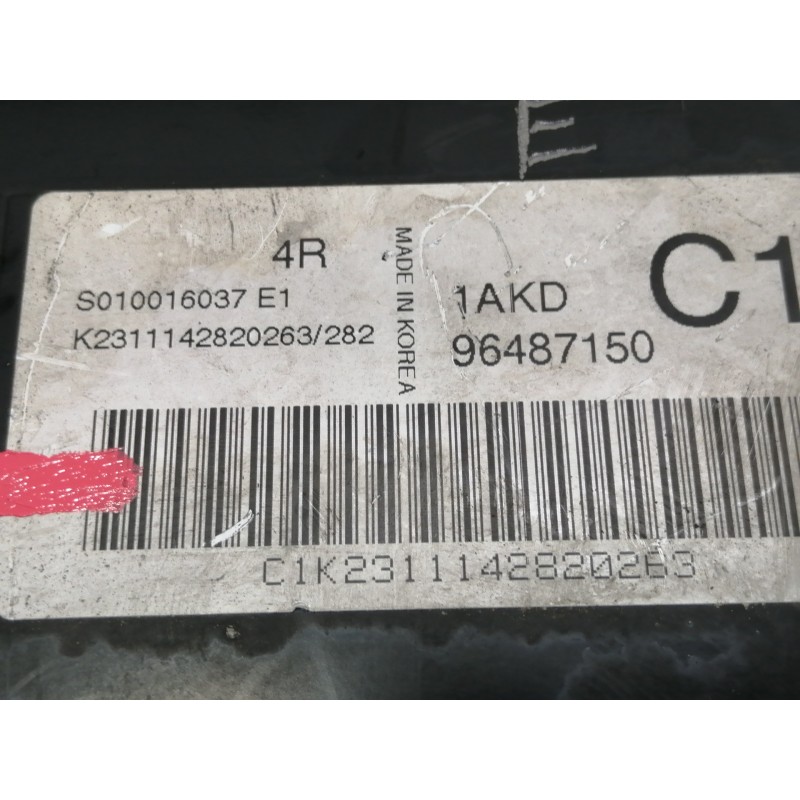 4R
S010016037 E1
K2311142820263/282
MADE IN KOREA
1AKD
96487150
C1
C1K2311142820263